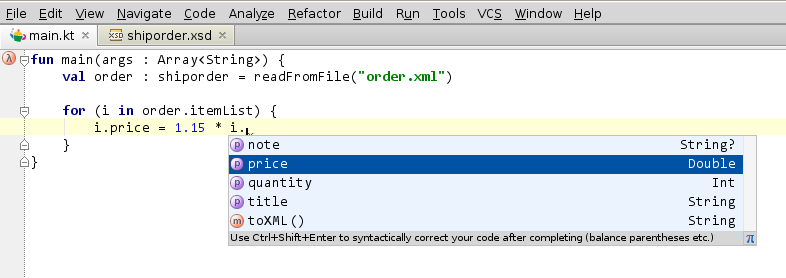 File Edit View Navigate Code Analyze Refactor Build Run Tools VCS Window Help
main.kt shiporder.xsd
fun main(args : Array<String>) {
val order : shiporder = readFromFile("order.xml")
for (i in order.itemList) {
i.price = 1.15 * i.
note String?
price Double
quantity Int
title String
toXML() String
Use Ctrl+Shift+Enter to syntactically correct your code after completing (balance parentheses etc.) π
}
}